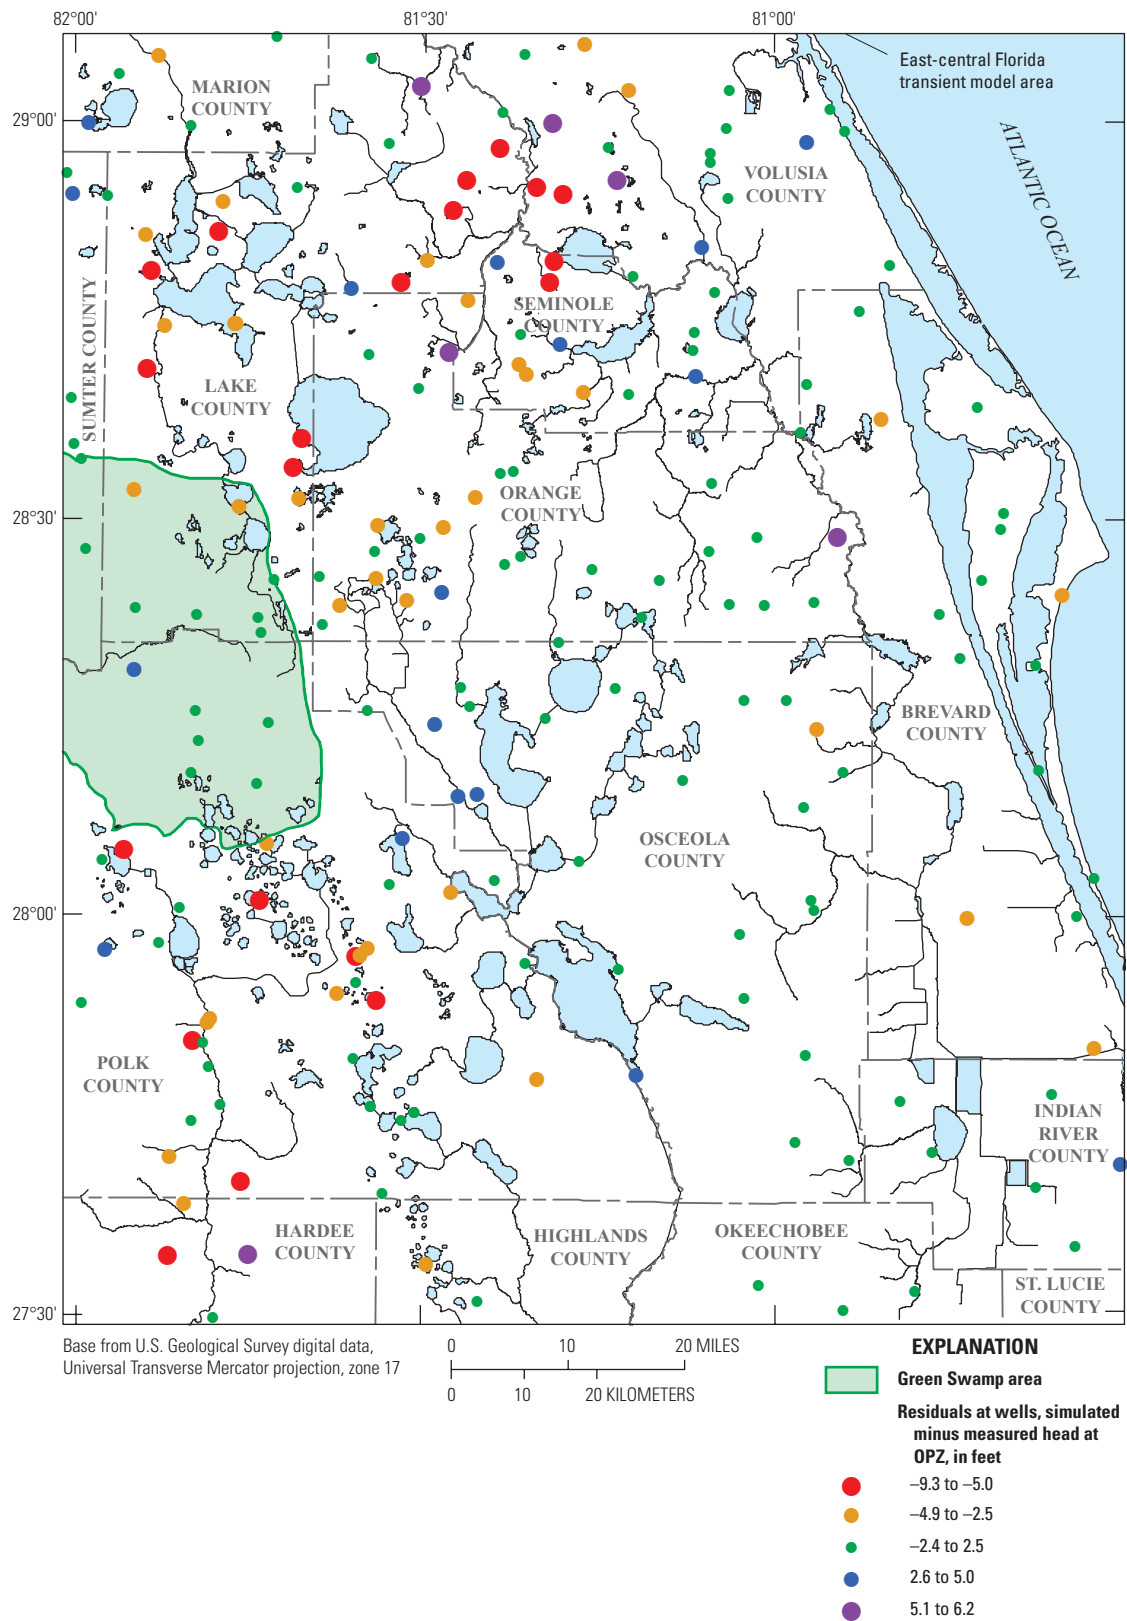 82°00'
81°30'
81°00'
East-central Florida
transient model area
MARION
COUNTY
29°00'
ATLANTIC OCEAN
VOLUSIA
COUNTY
SUMTER COUNTY
SEMINOLE
COUNTY
LAKE
COUNTY
ORANGE
COUNTY
28°30'
BREVARD
COUNTY
OSCEOLA
COUNTY
28°00'
POLK
COUNTY
INDIAN
RIVER
COUNTY
HARDEE
COUNTY
HIGHLANDS
COUNTY
OKEECHOBEE
COUNTY
ST. LUCIE
COUNTY
27°30'
Base from U.S. Geological Survey digital data,
Universal Transverse Mercator projection, zone 17
0 10 20 MILES
0 10 20 KILOMETERS
EXPLANATION
Green Swamp area
Residuals at wells, simulated
minus measured head at
OPZ, in feet
–9.3 to –5.0
–4.9 to –2.5
–2.4 to 2.5
2.6 to 5.0
5.1 to 6.2